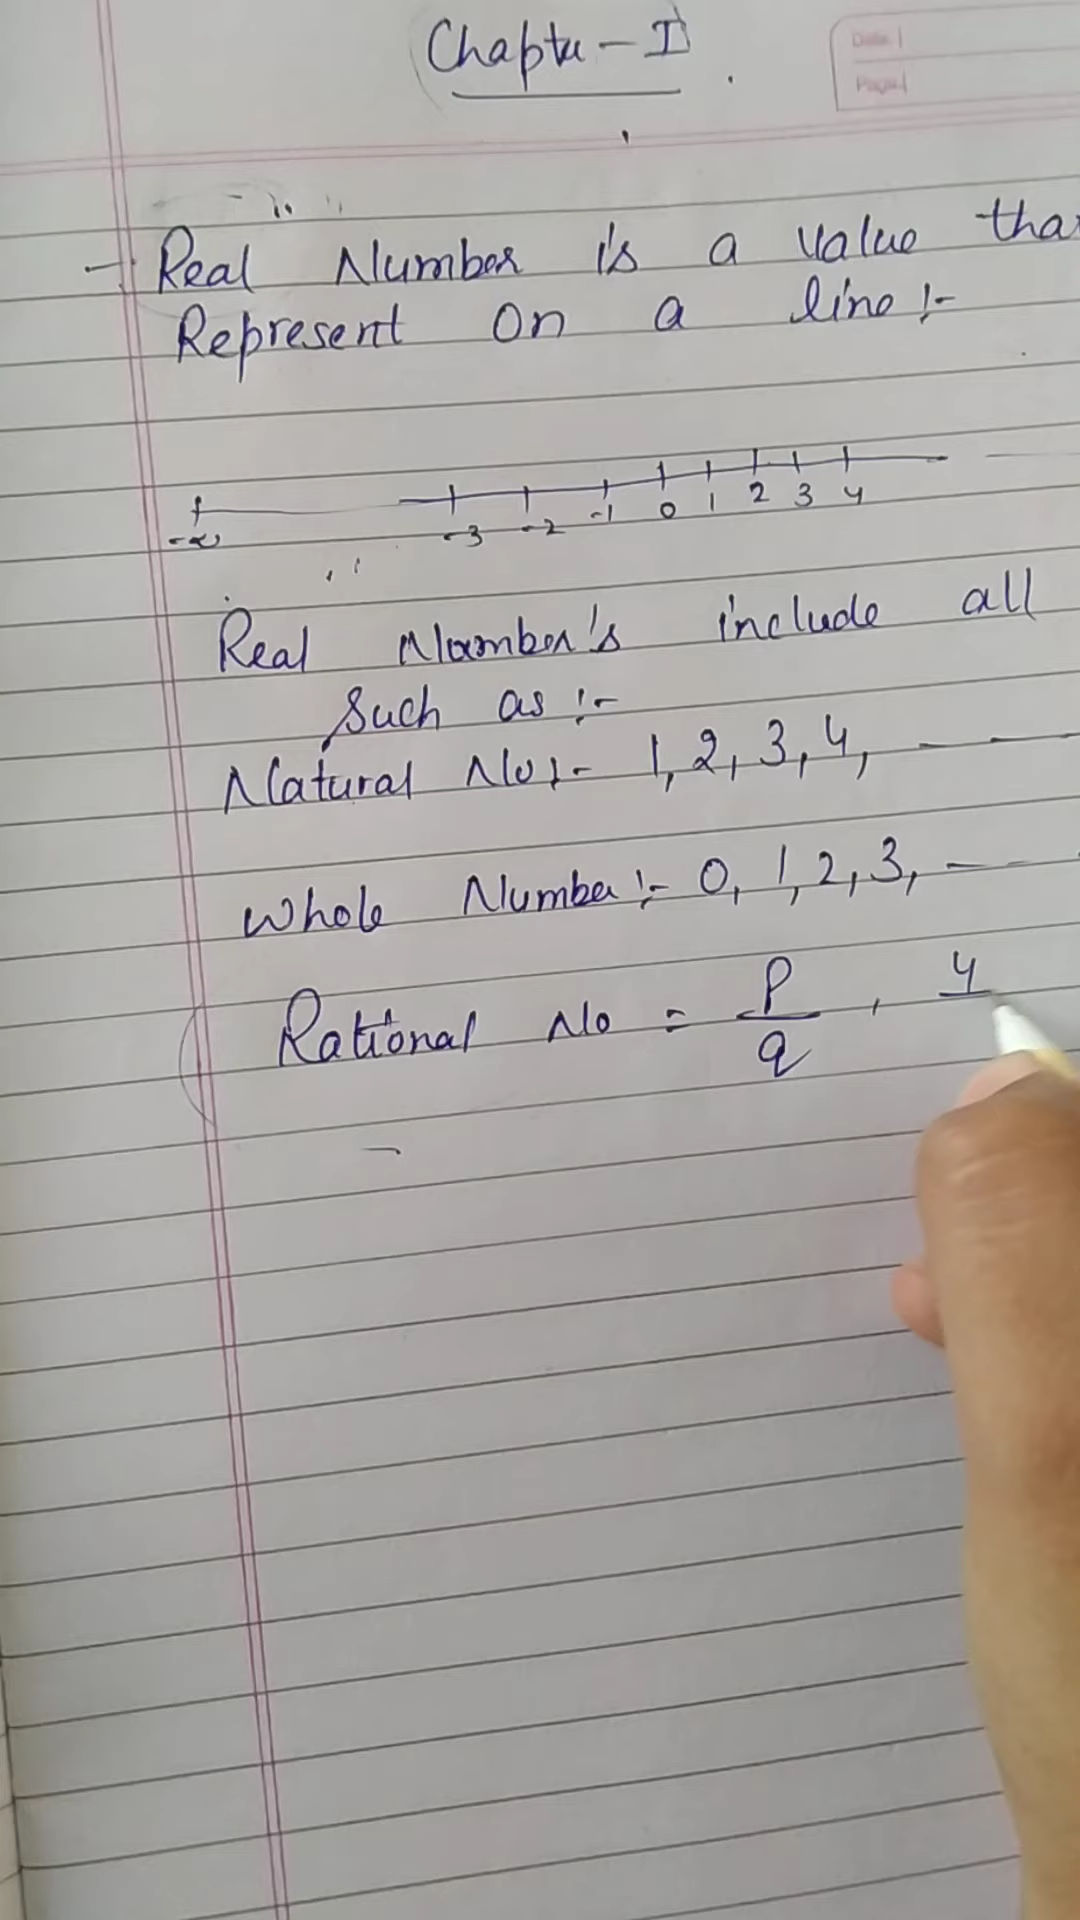 Chapter - I
Date
Page
Real Number is a value tha
Represent on a line :-
-∞ -3 -2 -1 0 1 2 3 4
Real Number's include all
Such as :-
Natural No :- 1, 2, 3, 4, - - -
Whole Number :- 0, 1, 2, 3, - -
Rational No = P/q , 4